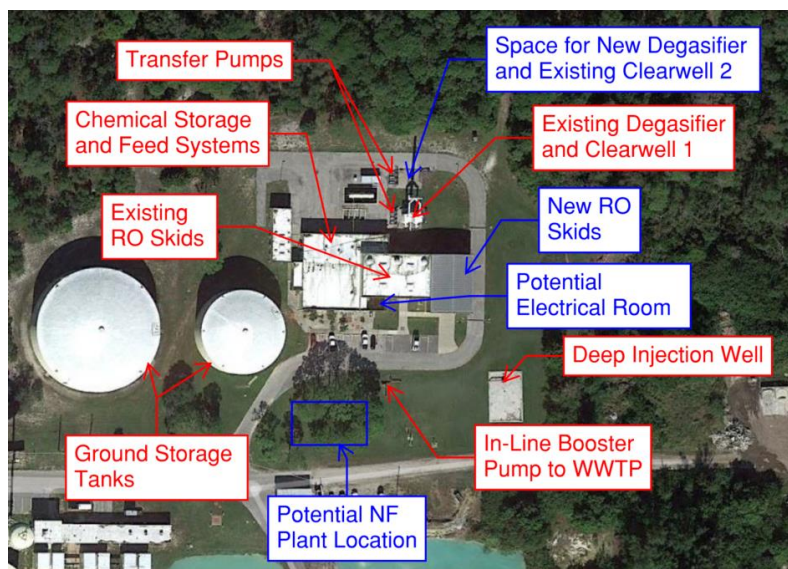 Transfer Pumps
Space for New Degasifier
and Existing Clearwell 2
Chemical Storage
and Feed Systems
Existing Degasifier
and Clearwell 1
Existing
RO Skids
New RO
Skids
Potential
Electrical Room
Deep Injection Well
Ground Storage
Tanks
In-Line Booster
Pump to WWTP
Potential NF
Plant Location